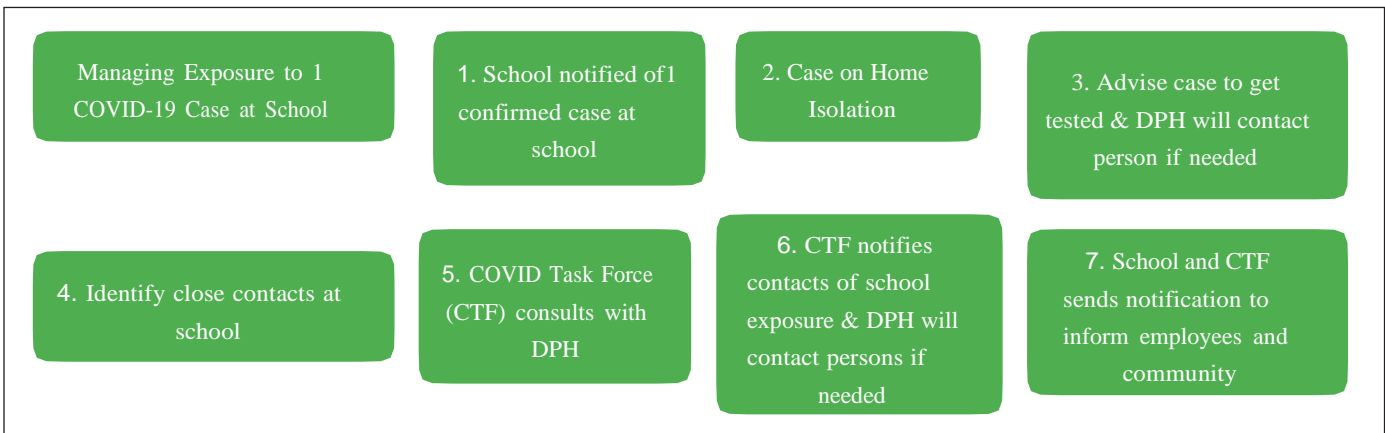 Managing Exposure to 1
COVID-19 Case at School
1. School notified of1
confirmed case at
school
2. Case on Home
Isolation
3. Advise case to get
tested & DPH will contact
person if needed
4. Identify close contacts at
school
5. COVID Task Force
(CTF) consults with
DPH
6. CTF notifies
contacts of school
exposure & DPH will
contact persons if
needed
7. School and CTF
sends notification to
inform employees and
community